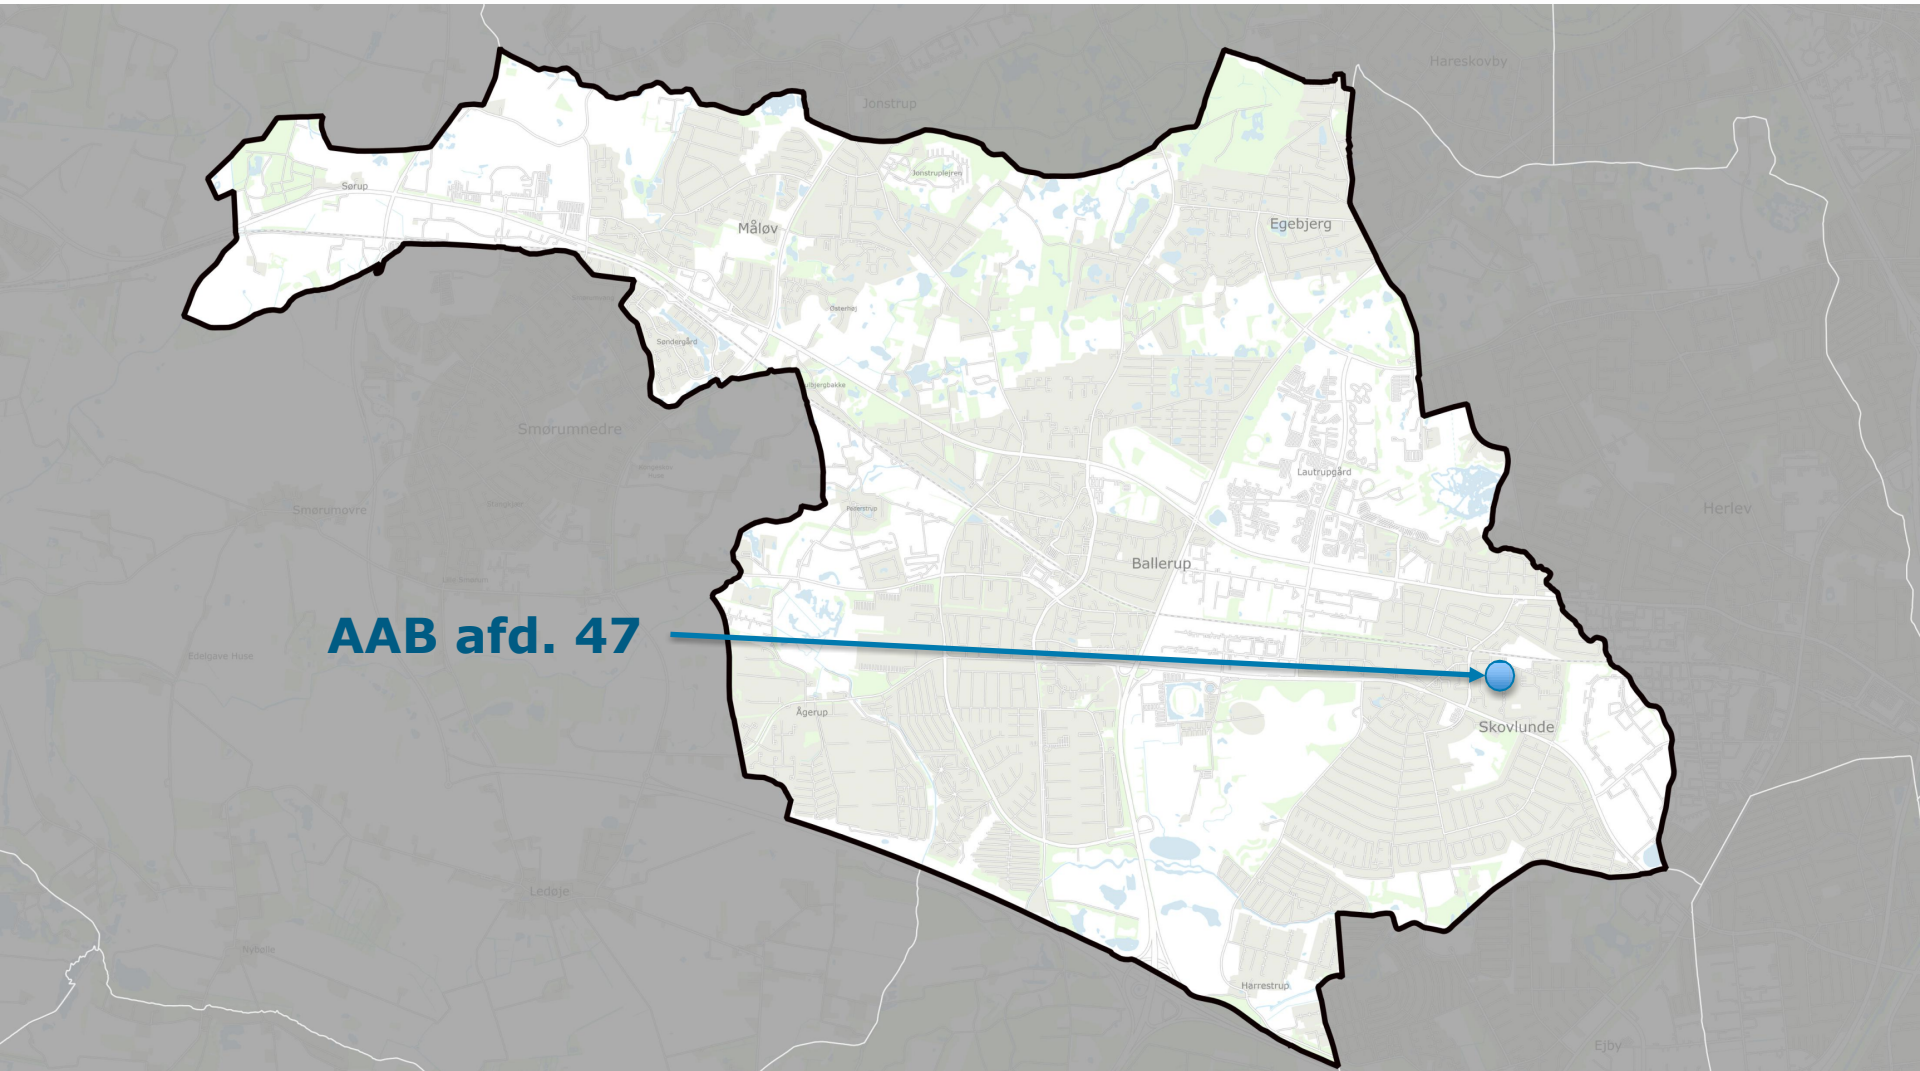 Hareskovby
Jonstrup
Jonstruplejren
Sørup
Egebjerg
Måløv
Østerhøj
Søndergård
Smørumnedre
Lautrupgård
Smørumovre
Pederstrup
Herlev
Ballerup
AAB afd. 47
Edelgave Huse
Ågerup
Skovlunde
Ledøje
Nybølle
Harrestrup
Ejby